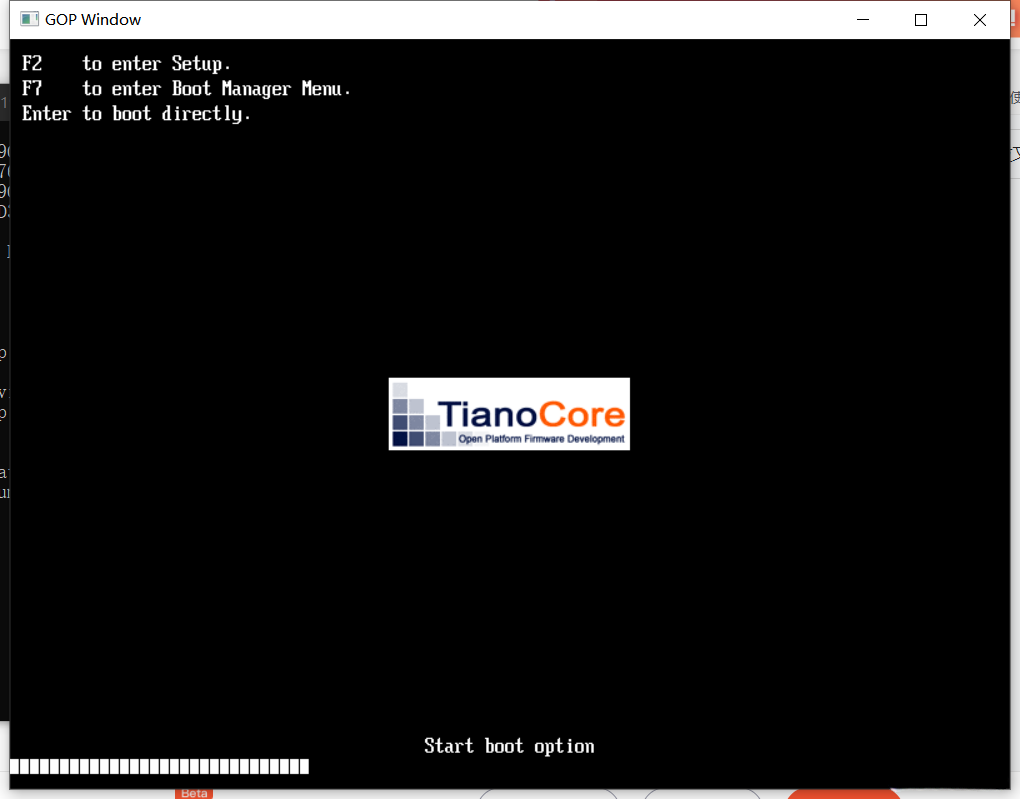 GOP Window
F2 to enter Setup.
F7 to enter Boot Manager Menu.
Enter to boot directly.
TianoCore
Open Platform Firmware Development
Start boot option
Beta